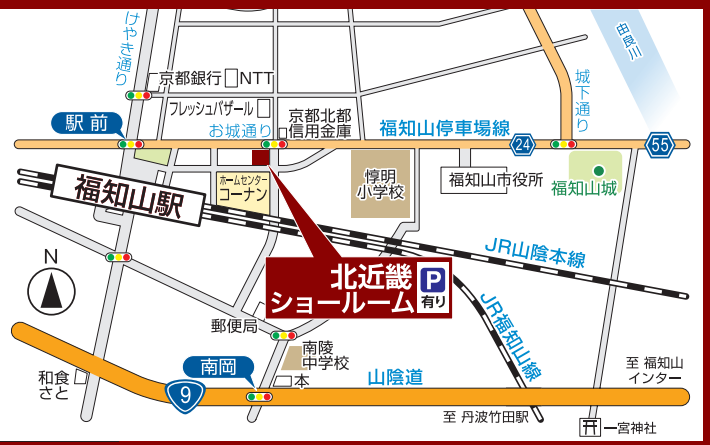 けやき通り
由良川
京都銀行
NTT
城下通り
フレッシュバザール
京都北都
信用金庫
駅前
お城通り
福知山停車場線
24
55
ホームセンター
コーナン
惇明
小学校
福知山市役所
福知山城
福知山駅
JR山陰本線
N
北近畿
ショールーム
P
有り
JR福知山線
郵便局
南陵
中学校
南岡
本
山陰道
9
和食
さと
至 福知山
インター
至 丹波竹田駅
一宮神社